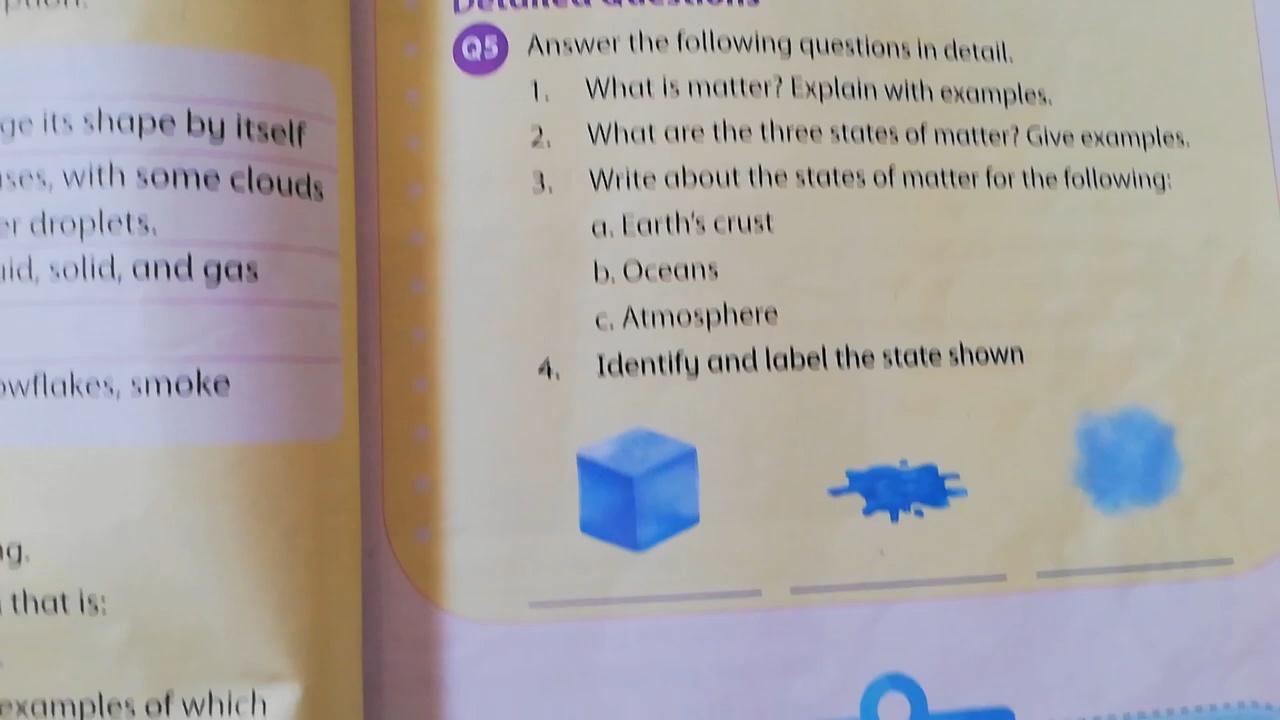 ge its shape by itself
ses, with some clouds
er droplets.
uid, solid, and gas
owflakes, smoke
ng.
that is:
examples of which
Detailed Questions
Q5 Answer the following questions in detail.
1. What is matter? Explain with examples.
2. What are the three states of matter? Give examples.
3. Write about the states of matter for the following:
a. Earth's crust
b. Oceans
c. Atmosphere
4. Identify and label the state shown